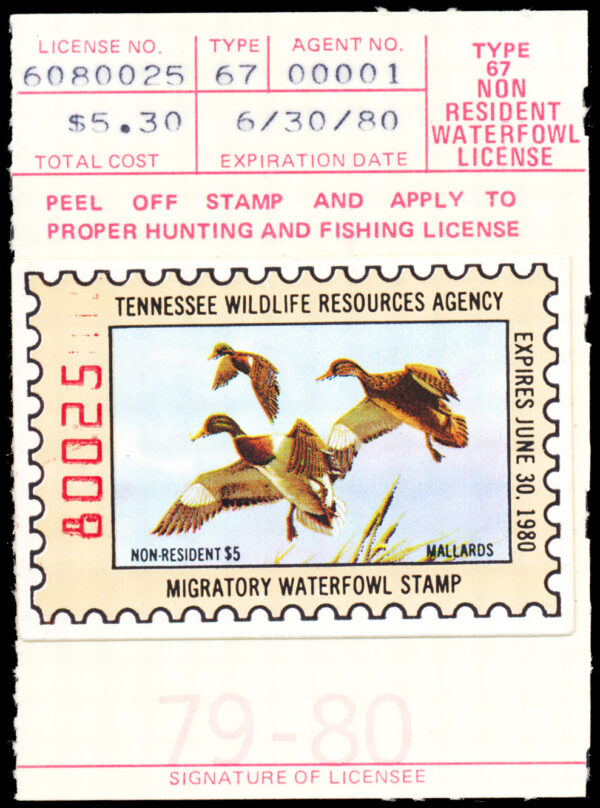 LICENSE NO.
TYPE
AGENT NO.
6080025
67
00001
TYPE
67
NON
RESIDENT
WATERFOWL
LICENSE
$5.30
6/30/80
TOTAL COST
EXPIRATION DATE
PEEL OFF STAMP AND APPLY TO
PROPER HUNTING AND FISHING LICENSE
TENNESSEE WILDLIFE RESOURCES AGENCY
EXPIRES JUNE 30, 1980
80025
NON-RESIDENT $5
MALLARDS
MIGRATORY WATERFOWL STAMP
79-80
SIGNATURE OF LICENSEE